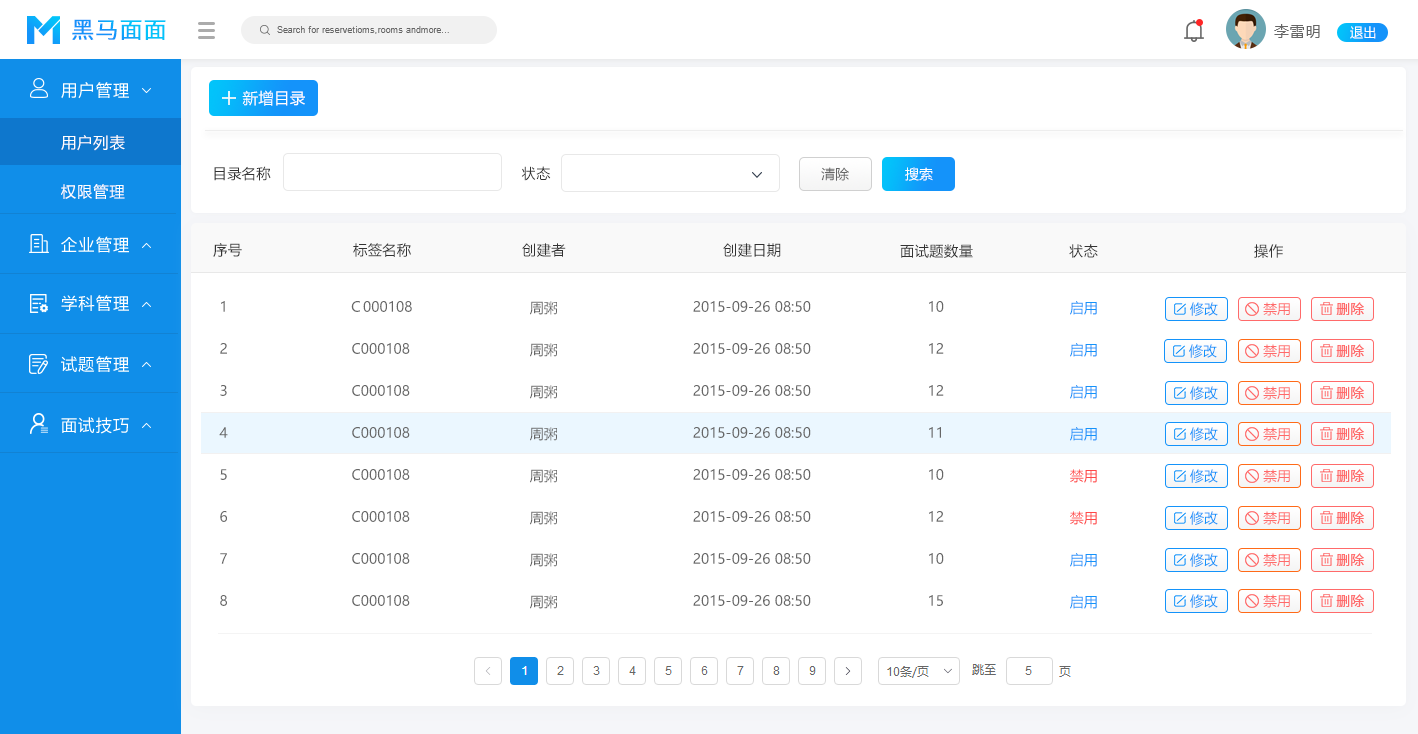 黑马面面
Search for reservetioms,rooms andmore...
李雷明
退出
用户管理
用户列表
权限管理
企业管理
学科管理
试题管理
面试技巧
新增目录
目录名称 状态 清除 搜索
序号 标签名称 创建者 创建日期 面试题数量 状态 操作
1 C 000108 周粥 2015-09-26 08:50 10 启用 修改 禁用 删除
2 C000108 周粥 2015-09-26 08:50 12 启用 修改 禁用 删除
3 C000108 周粥 2015-09-26 08:50 12 启用 修改 禁用 删除
4 C000108 周粥 2015-09-26 08:50 11 启用 修改 禁用 删除
5 C000108 周粥 2015-09-26 08:50 10 禁用 修改 禁用 删除
6 C000108 周粥 2015-09-26 08:50 12 禁用 修改 禁用 删除
7 C000108 周粥 2015-09-26 08:50 10 启用 修改 禁用 删除
8 C000108 周粥 2015-09-26 08:50 15 启用 修改 禁用 删除
1 2 3 4 5 6 7 8 9 10条/页 跳至 5 页